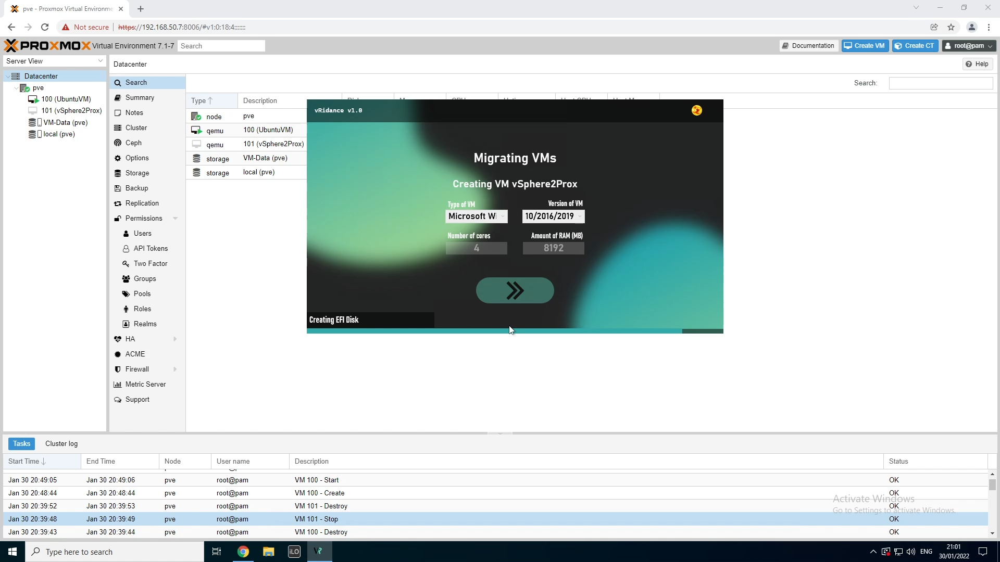 pve - Proxmox Virtual Environme
Not secure
https://192.168.50.7:8006/#v1:0:18:4:::::::
PROXMOX Virtual Environment 7.1-7
Search
Documentation
Create VM
Create CT
root@pam
Server View
Datacenter
Help
Datacenter
pve
100 (UbuntuVM)
101 (vSphere2Prox)
VM-Data (pve)
local (pve)
Search
Summary
Notes
Cluster
Ceph
Options
Storage
Backup
Replication
Permissions
Users
API Tokens
Two Factor
Groups
Pools
Roles
Realms
HA
ACME
Firewall
Metric Server
Support
Search:
Type
Description
node pve
qemu 100 (UbuntuVM)
qemu 101 (vSphere2Prox)
storage VM-Data (pve)
storage local (pve)
vRidance v1.0
Migrating VMs
Creating VM vSphere2Prox
Type of VM
Version of VM
Microsoft Wi
10/2016/2019
Number of cores
Amount of RAM (MB)
4
8192
Creating EFI Disk
Tasks
Cluster log
Start Time End Time Node User name Description Status
Jan 30 20:49:05 Jan 30 20:49:06 pve root@pam VM 100 - Start OK
Jan 30 20:48:44 Jan 30 20:48:44 pve root@pam VM 100 - Create OK
Jan 30 20:39:52 Jan 30 20:39:53 pve root@pam VM 101 - Destroy OK
Jan 30 20:39:48 Jan 30 20:39:49 pve root@pam VM 101 - Stop OK
Jan 30 20:39:43 Jan 30 20:39:44 pve root@pam VM 100 - Destroy OK
Activate Windows
Go to Settings to activate Windows.
Type here to search
iLO
VR
ENG
21:01
30/01/2022